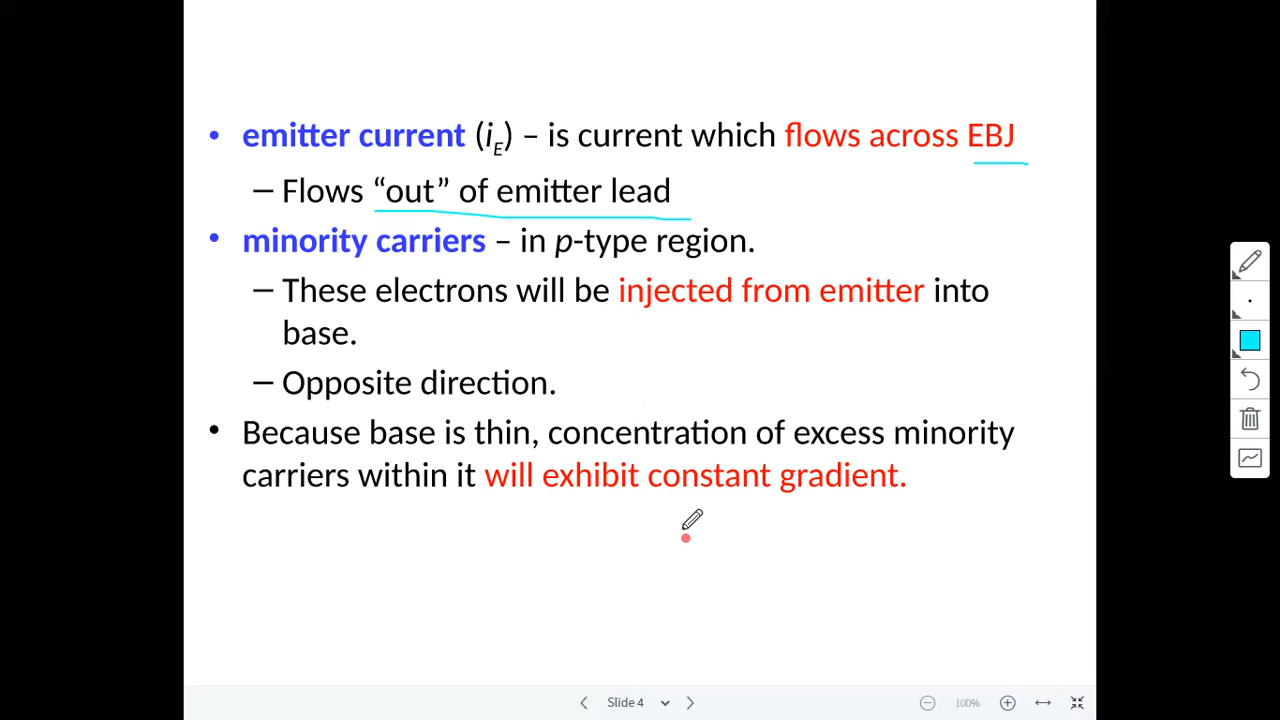 • emitter current (iE) – is current which flows across EBJ
– Flows “out” of emitter lead
• minority carriers – in p-type region.
– These electrons will be injected from emitter into
base.
– Opposite direction.
• Because base is thin, concentration of excess minority
carriers within it will exhibit constant gradient.
Slide 4
100%